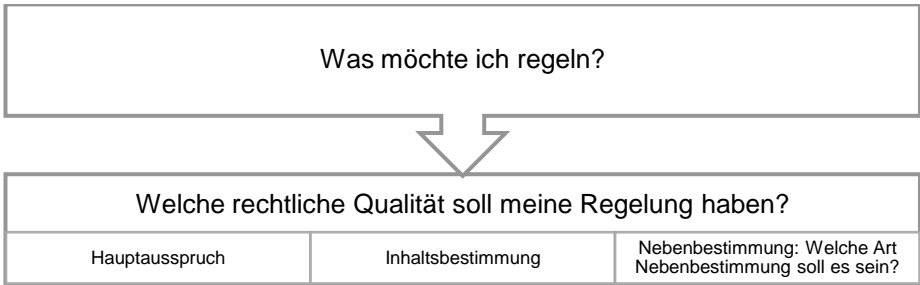 Was möchte ich regeln?
Welche rechtliche Qualität soll meine Regelung haben?
Hauptausspruch
Inhaltsbestimmung
Nebenbestimmung: Welche Art
Nebenbestimmung soll es sein?